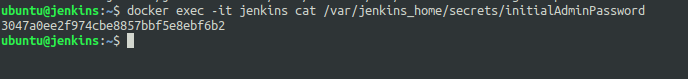 ubuntu@jenkins:~$ docker exec -it jenkins cat /var/jenkins_home/secrets/initialAdminPassword
3047a0ee2f974cbe8857bbf5e8ebf6b2
ubuntu@jenkins:~$